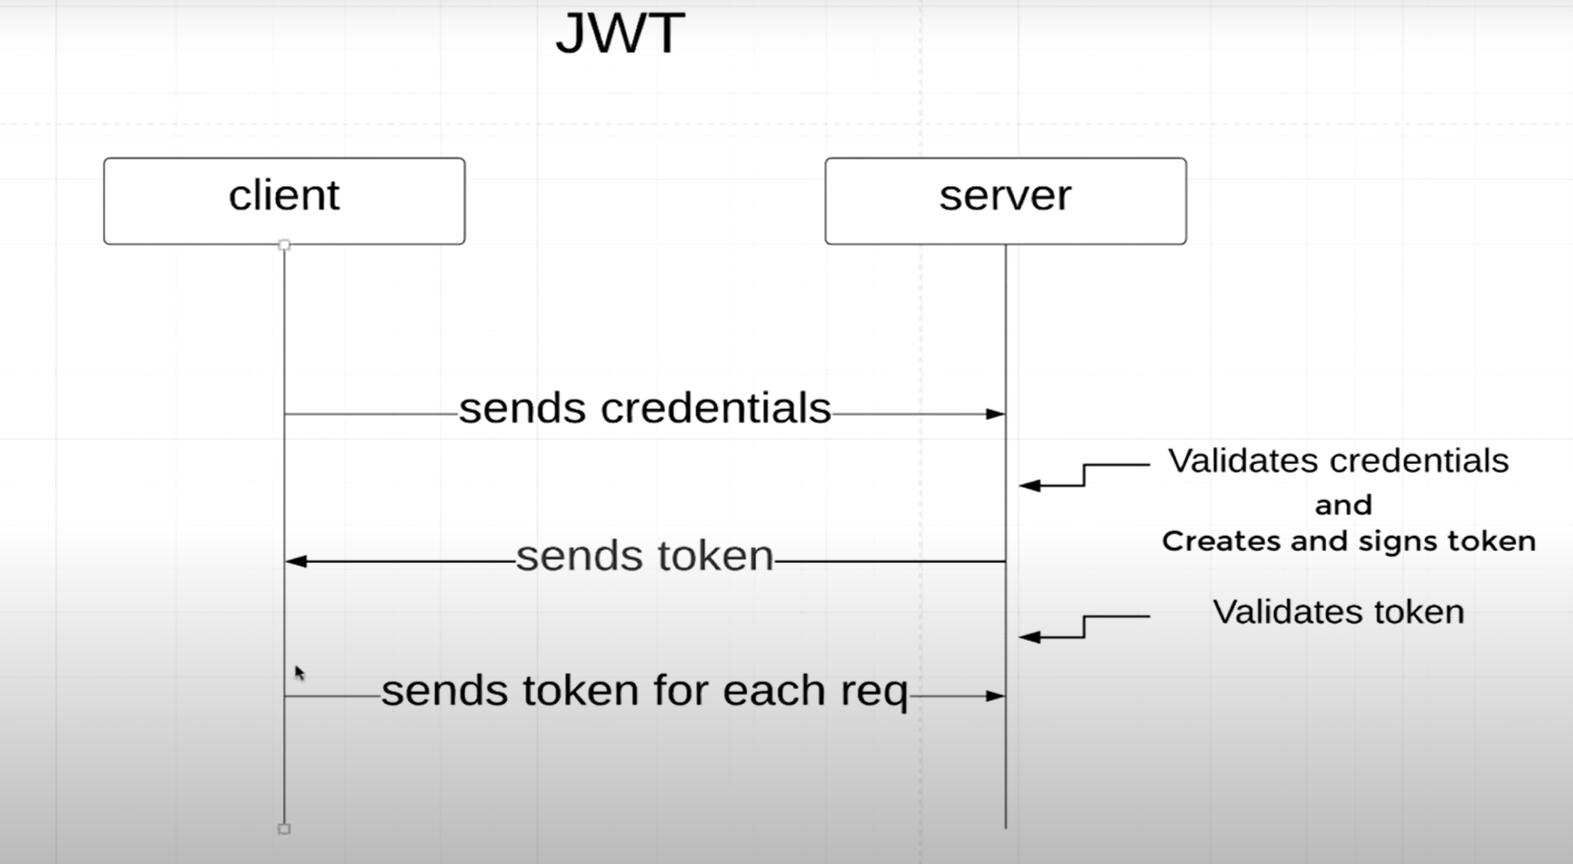 JWT
client
server
sends credentials
Validates credentials
and
Creates and signs token
sends token
Validates token
sends token for each req